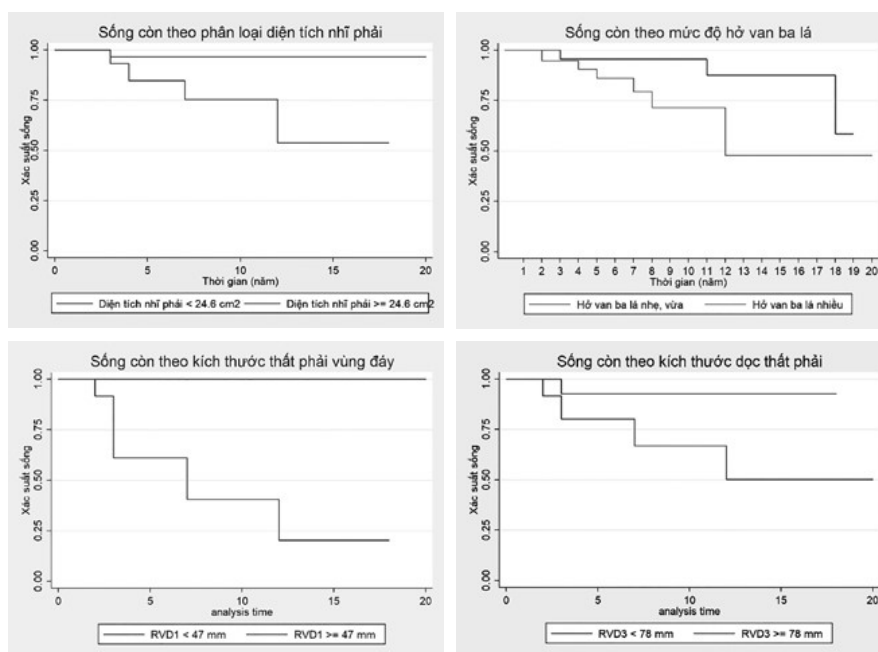 Sống còn theo phân loại diện tích nhĩ phải
Xác suất sống
1.00
0.75
0.50
0.25
0.00
0 5 10 15 20
Thời gian (năm)
Diện tích nhĩ phải < 24.6 cm2 Diện tích nhĩ phải >= 24.6 cm2
Sống còn theo mức độ hở van ba lá
Xác suất sống
1.00
0.75
0.50
0.25
0.00
1 2 3 4 5 6 7 8 9 10 11 12 13 14 15 16 17 18 19 20
Thời gian (năm)
Hở van ba lá nhẹ, vừa Hở van ba lá nhiều
Sống còn theo kích thước thất phải vùng đáy
Xác suất sống
1.00
0.75
0.50
0.25
0.00
0 5 10 15 20
analysis time
RVD1 < 47 mm RVD1 >= 47 mm
Sống còn theo kích thước dọc thất phải
Xác suất sống
1.00
0.75
0.50
0.25
0.00
0 5 10 15 20
analysis time
RVD3 < 78 mm RVD3 >= 78 mm